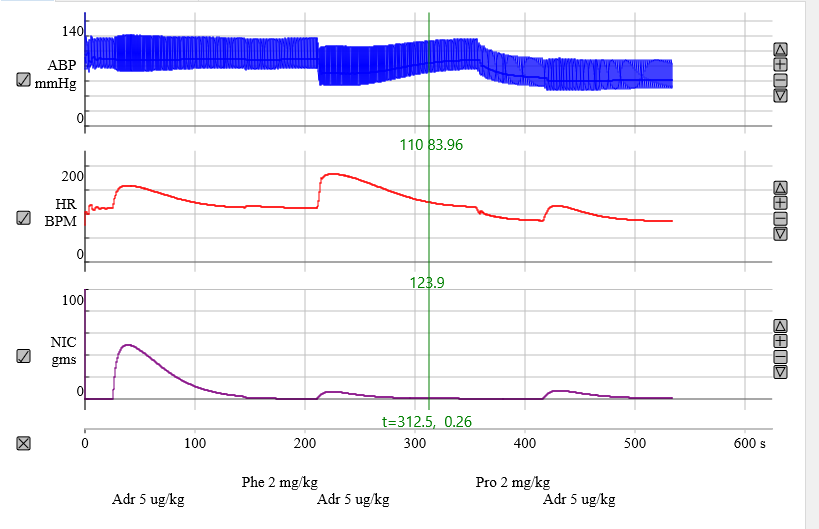 140
ABP
mmHg
0
110 83.96
200
HR
BPM
0
123.9
100
NIC
gms
0
t=312.5, 0.26
0 100 200 300 400 500 600 s
Phe 2 mg/kg Pro 2 mg/kg
Adr 5 ug/kg Adr 5 ug/kg Adr 5 ug/kg